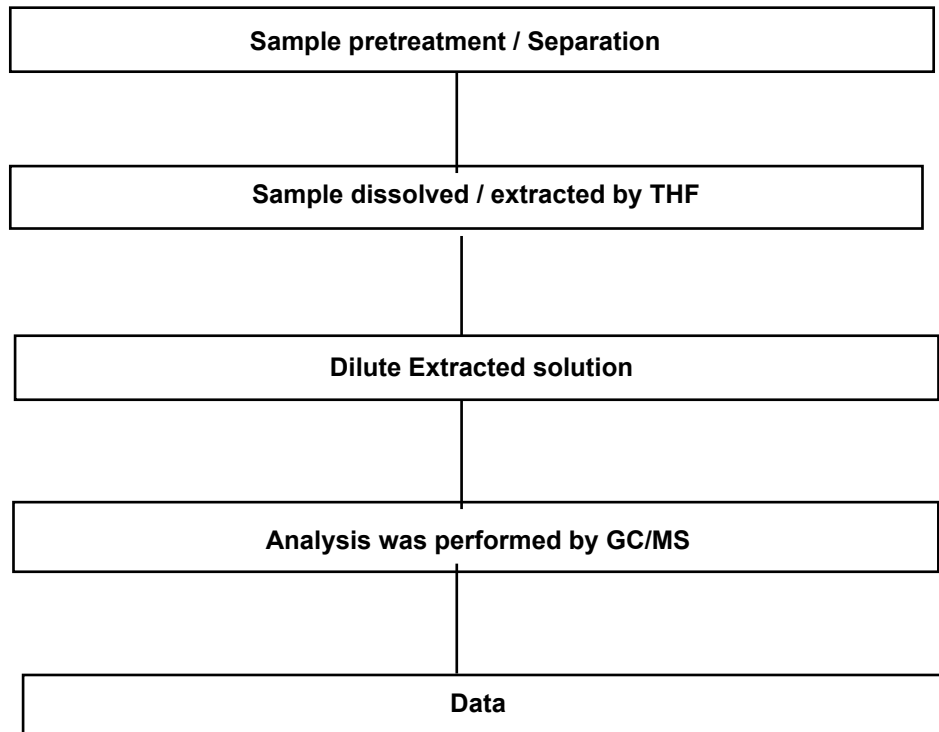 Sample pretreatment / Separation
Sample dissolved / extracted by THF
Dilute Extracted solution
Analysis was performed by GC/MS
Data